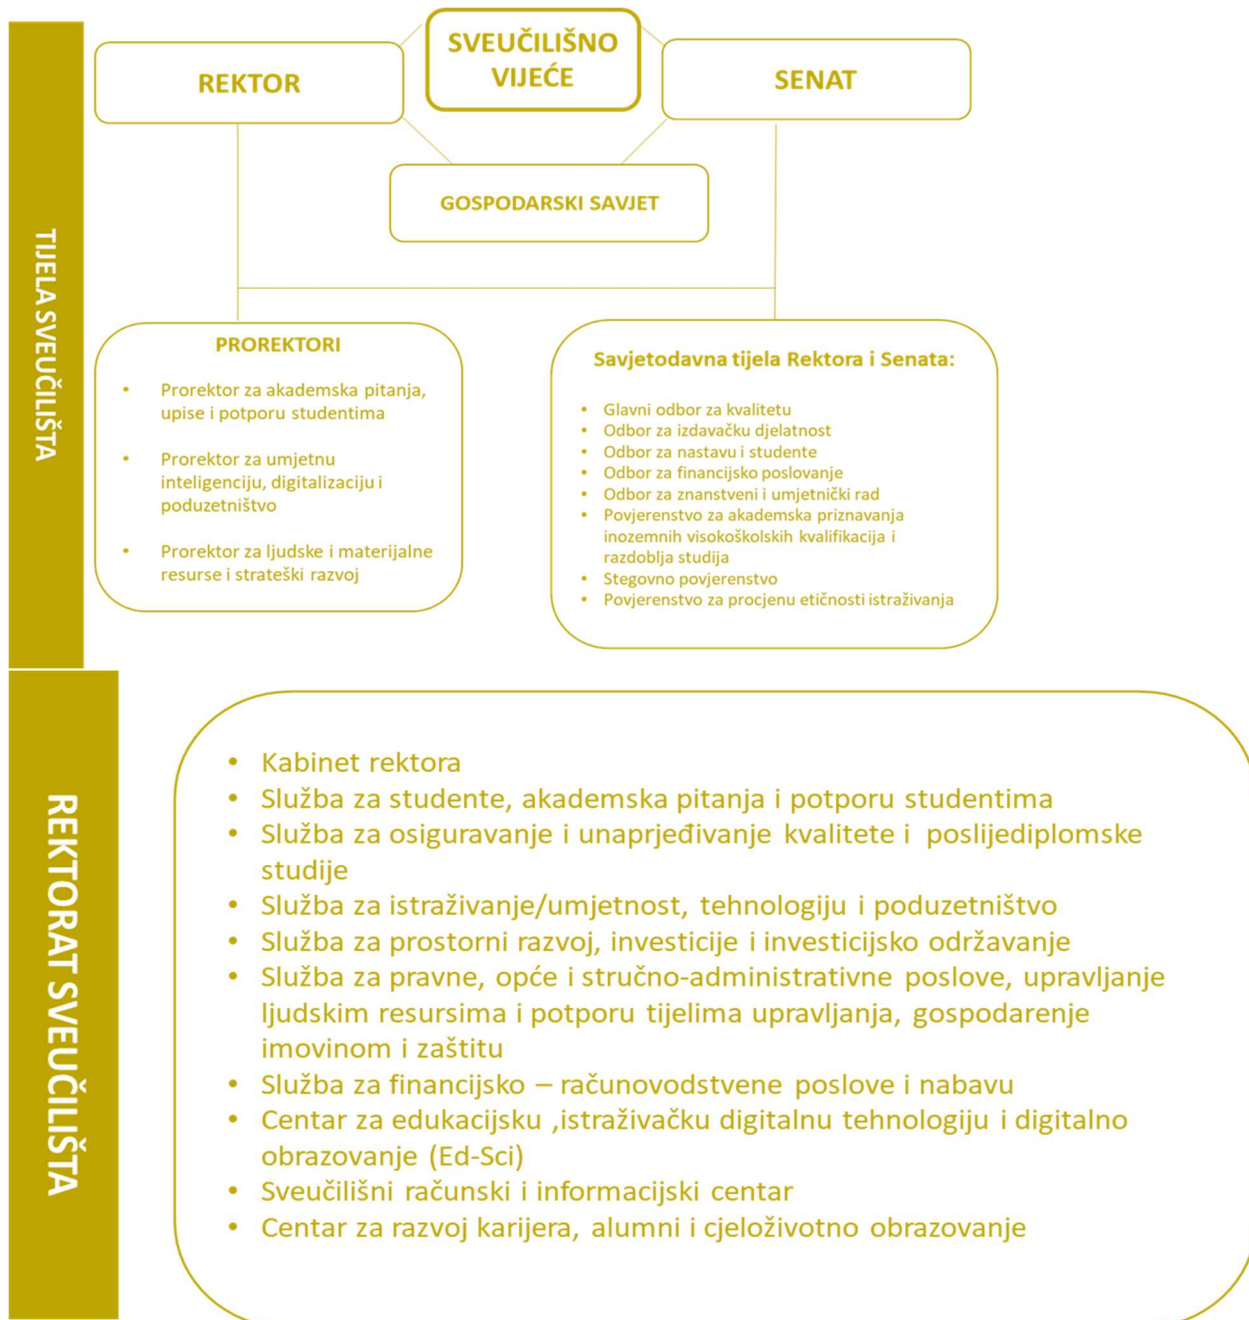 SVEUČILIŠNO
VIJEĆE
REKTOR
SENAT
GOSPODARSKI SAVJET
TIJELA SVEUČILIŠTA
PROREKTORI
• Prorektor za akademska pitanja,
upise i potporu studentima
• Prorektor za umjetnu
inteligenciju, digitalizaciju i
poduzetništvo
• Prorektor za ljudske i materijalne
resurse i strateški razvoj
Savjetodavna tijela Rektora i Senata:
• Glavni odbor za kvalitetu
• Odbor za izdavačku djelatnost
• Odbor za nastavu i studente
• Odbor za financijsko poslovanje
• Odbor za znanstveni i umjetnički rad
• Povjerenstvo za akademska priznavanja
inozemnih visokoškolskih kvalifikacija i
razdoblja studija
• Stegovno povjerenstvo
• Povjerenstvo za procjenu etičnosti istraživanja
REKTORAT SVEUČILIŠTA
• Kabinet rektora
• Služba za studente, akademska pitanja i potporu studentima
• Služba za osiguravanje i unaprjeđivanje kvalitete i poslijediplomske
studije
• Služba za istraživanje/umjetnost, tehnologiju i poduzetništvo
• Služba za prostorni razvoj, investicije i investicijsko održavanje
• Služba za pravne, opće i stručno-administrativne poslove, upravljanje
ljudskim resursima i potporu tijelima upravljanja, gospodarenje
imovinom i zaštitu
• Služba za financijsko – računovodstvene poslove i nabavu
• Centar za edukacijsku ,istraživačku digitalnu tehnologiju i digitalno
obrazovanje (Ed-Sci)
• Sveučilišni računski i informacijski centar
• Centar za razvoj karijera, alumni i cjeloživotno obrazovanje